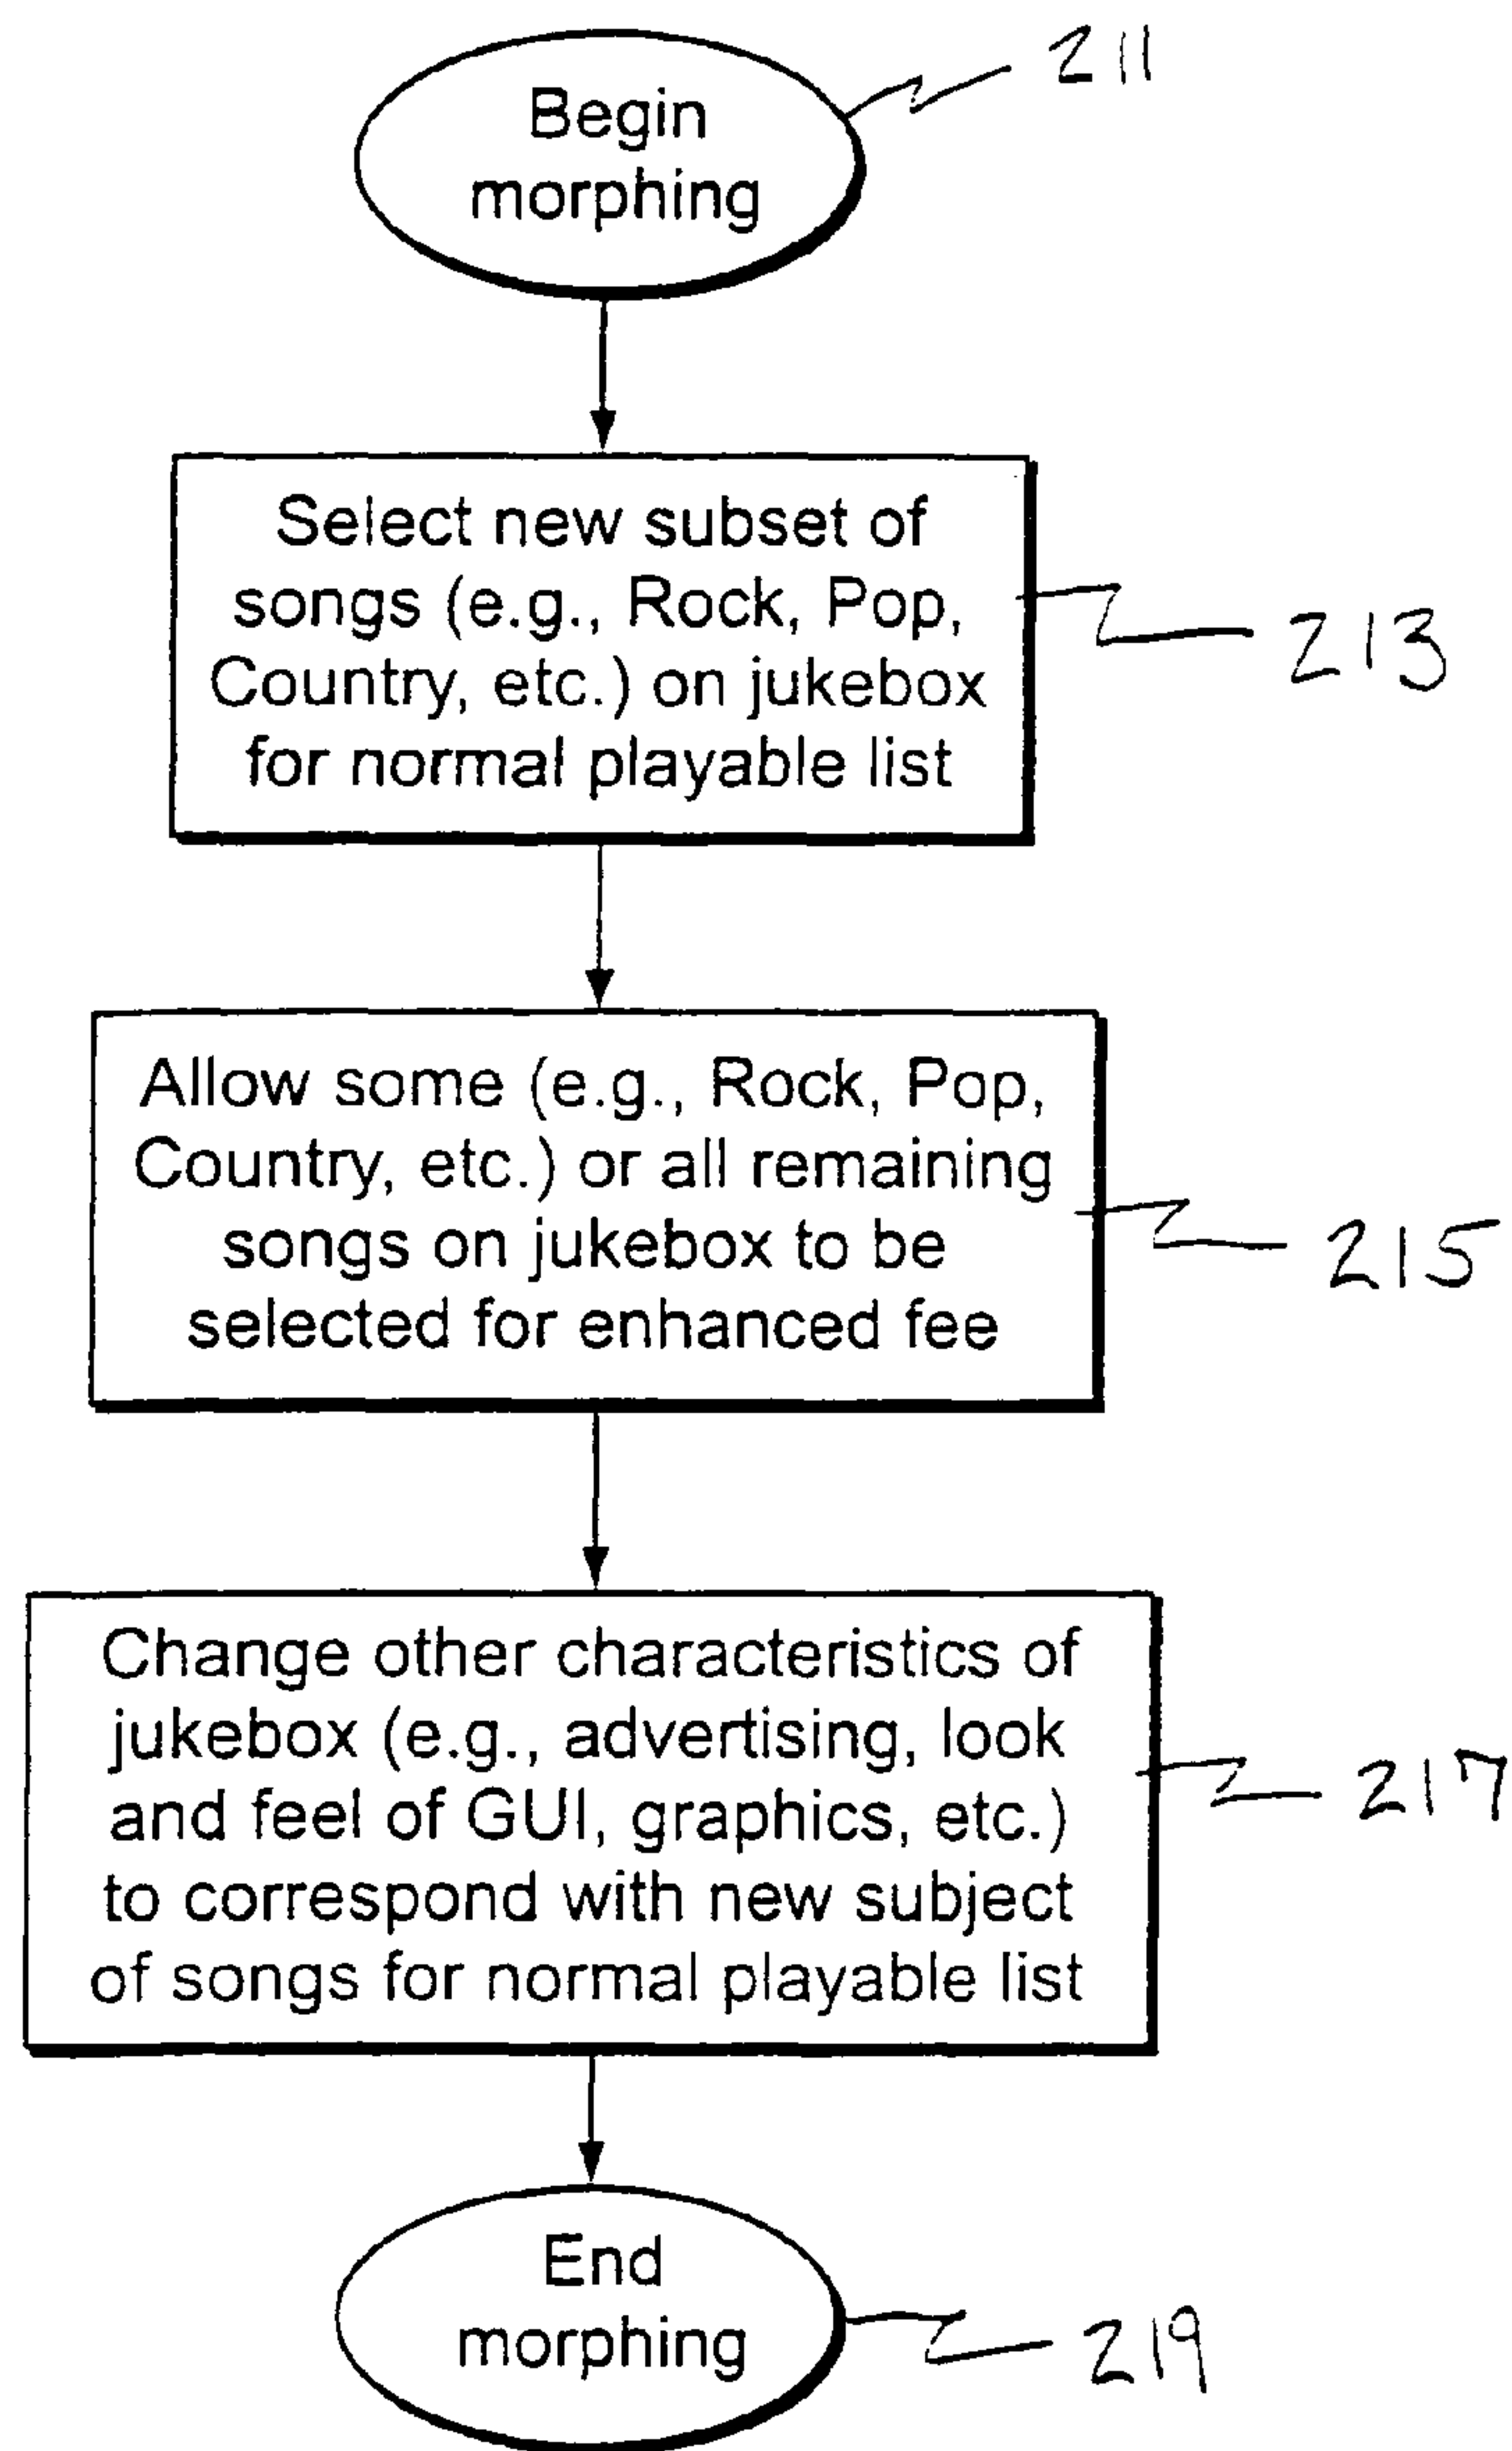 Begin
morphing
211
Select new subset of
songs (e.g., Rock, Pop,
Country, etc.) on jukebox
for normal playable list
213
Allow some (e.g., Rock, Pop,
Country, etc.) or all remaining
songs on jukebox to be
selected for enhanced fee
215
Change other characteristics of
jukebox (e.g., advertising, look
and feel of GUI, graphics, etc.)
to correspond with new subject
of songs for normal playable list
217
End
morphing
219